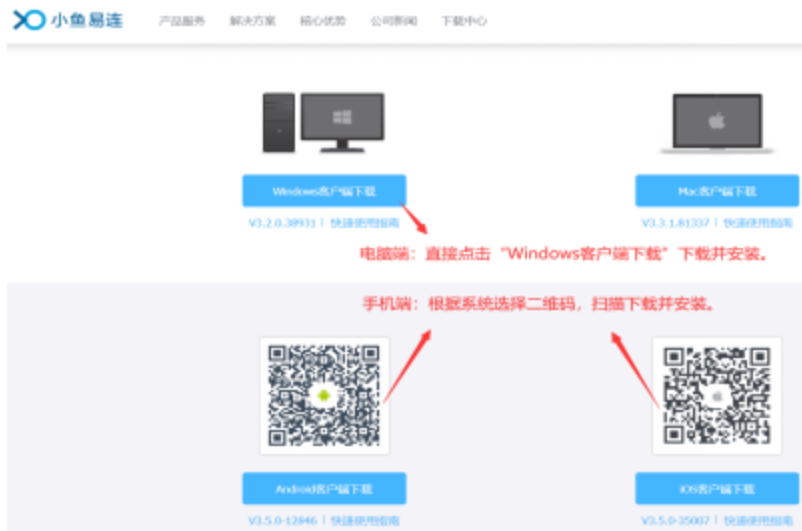 小鱼易连 产品服务 解决方案 核心优势 公司新闻 下载中心
Windows客户端下载 Mac客户端下载
V3.2.0.38931 | 快速使用指南 V3.3.1.81337 | 快速使用指南
电脑端：直接点击“Windows客户端下载”下载并安装。
手机端：根据系统选择二维码，扫描下载并安装。
Android客户端下载 iOS客户端下载
V3.5.0-12846 | 快速使用指南 V3.5.0-35007 | 快速使用指南